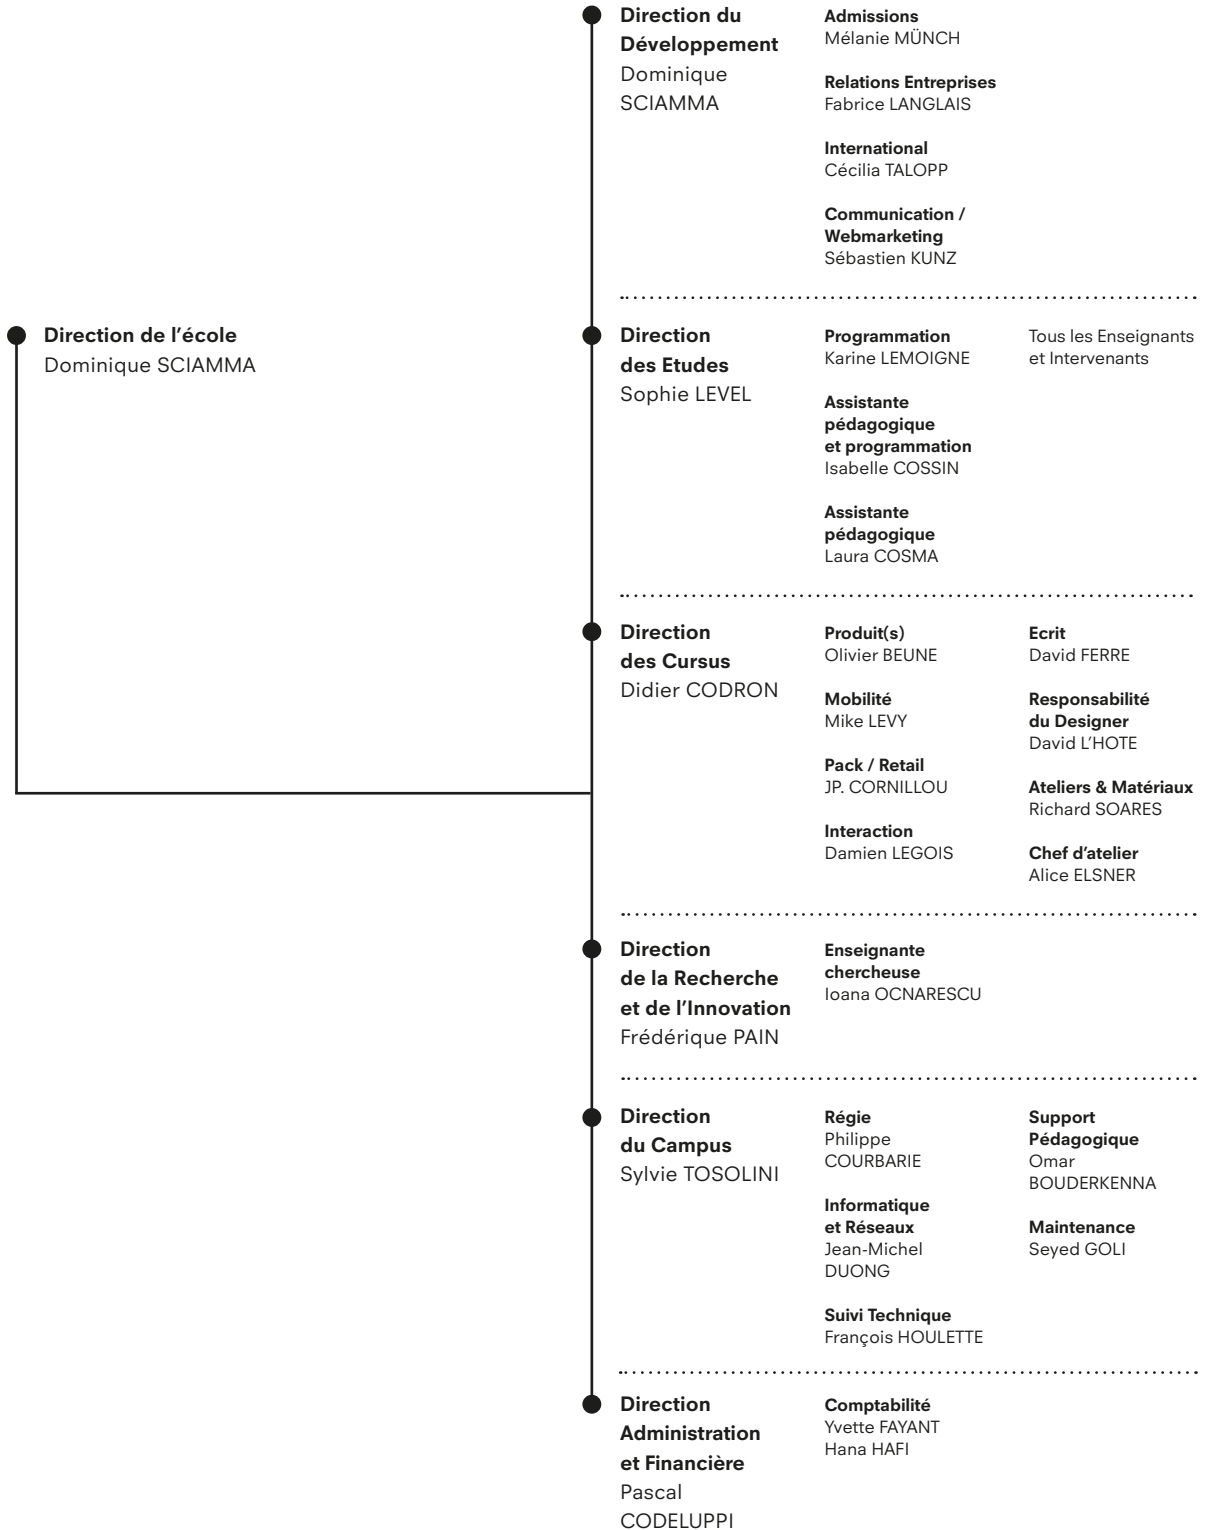 Direction de l'école
Dominique SCIAMMA
Direction du
Développement
Dominique
SCIAMMA
Admissions
Mélanie MÜNCH
Relations Entreprises
Fabrice LANGLAIS
International
Cécilia TALOPP
Communication /
Webmarketing
Sébastien KUNZ
Direction
des Etudes
Sophie LEVEL
Programmation
Karine LEMOIGNE
Assistante
pédagogique
et programmation
Isabelle COSSIN
Assistante
pédagogique
Laura COSMA
Tous les Enseignants
et Intervenants
Direction
des Cursus
Didier CODRON
Produit(s)
Olivier BEUNE
Mobilité
Mike LEVY
Pack / Retail
JP. CORNILLOU
Interaction
Damien LEGOIS
Ecrit
David FERRE
Responsabilité
du Designer
David L'HOTE
Ateliers & Matériaux
Richard SOARES
Chef d'atelier
Alice ELSNER
Direction
de la Recherche
et de l'Innovation
Frédérique PAIN
Enseignante
chercheuse
Ioana OCNARESCU
Direction
du Campus
Sylvie TOSOLINI
Régie
Philippe
COURBARIE
Informatique
et Réseaux
Jean-Michel
DUONG
Suivi Technique
François HOULETTE
Support
Pédagogique
Omar
BOUDERKENNA
Maintenance
Seyed GOLI
Direction
Administration
et Financière
Pascal
CODELUPPI
Comptabilité
Yvette FAYANT
Hana HAFI